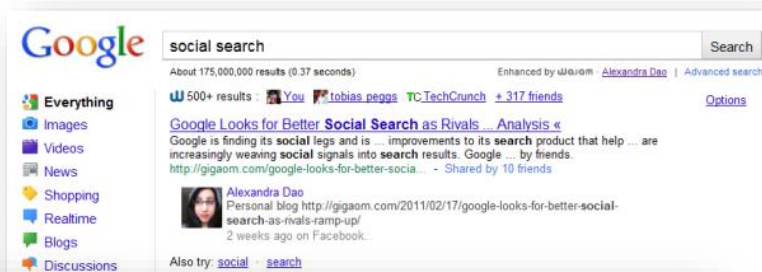 Google
social search
Search
About 175,000,000 results (0.37 seconds)
Enhanced by wajam · Alexandra Dao | Advanced search
Everything
Images
Videos
News
Shopping
Realtime
Blogs
Discussions
500+ results : You tobias peggs TC TechCrunch + 317 friends
Options
Google Looks for Better Social Search as Rivals ... Analysis «
Google is finding its social legs and is ... improvements to its search product that help ... are
increasingly weaving social signals into search results. Google ... by friends.
http://gigaom.com/google-looks-for-better-socia... - Shared by 10 friends
Alexandra Dao
Personal blog http://gigaom.com/2011/02/17/google-looks-for-better-social-
search-as-rivals-ramp-up/
2 weeks ago on Facebook.
Also try: social · search